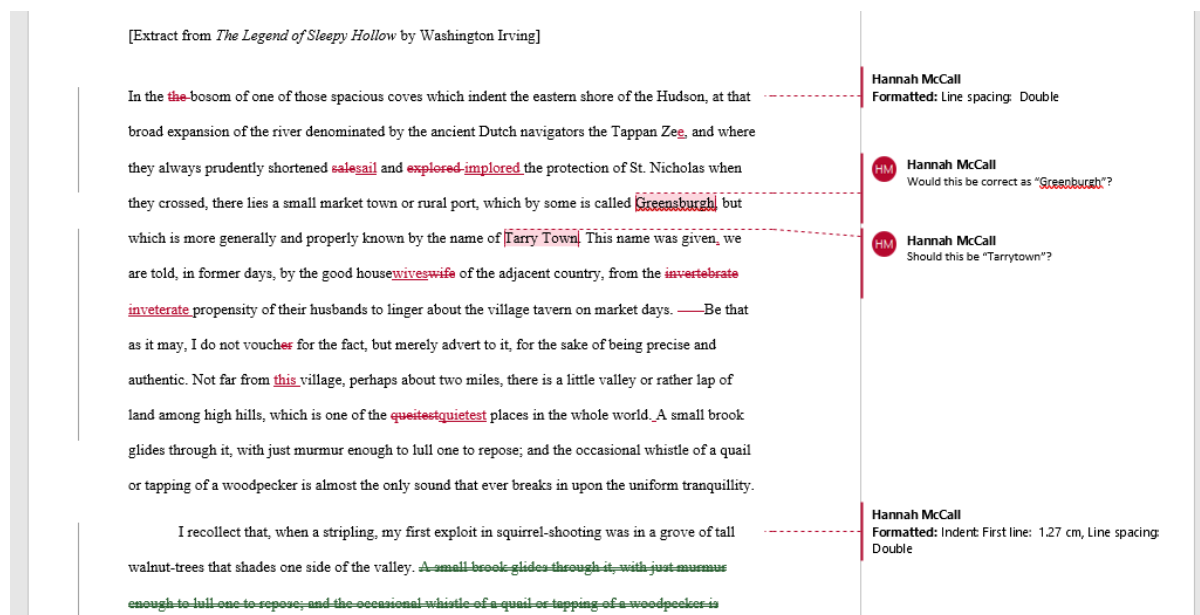 [Extract from The Legend of Sleepy Hollow by Washington Irving]
In the the bosom of one of those spacious coves which indent the eastern shore of the Hudson, at that
broad expansion of the river denominated by the ancient Dutch navigators the Tappan Zee, and where
they always prudently shortened salesail and explored implored the protection of St. Nicholas when
they crossed, there lies a small market town or rural port, which by some is called Greensburgh, but
which is more generally and properly known by the name of Tarry Town. This name was given, we
are told, in former days, by the good housewiveswife of the adjacent country, from the invertebrate
inveterate propensity of their husbands to linger about the village tavern on market days. Be that
as it may, I do not voucher for the fact, but merely advert to it, for the sake of being precise and
authentic. Not far from this village, perhaps about two miles, there is a little valley or rather lap of
land among high hills, which is one of the queitestquietest places in the whole world. A small brook
glides through it, with just murmur enough to lull one to repose; and the occasional whistle of a quail
or tapping of a woodpecker is almost the only sound that ever breaks in upon the uniform tranquillity.
I recollect that, when a stripling, my first exploit in squirrel-shooting was in a grove of tall
walnut-trees that shades one side of the valley. A small brook glides through it, with just murmur
enough to lull one to repose; and the occasional whistle of a quail or tapping of a woodpecker is
Hannah McCall
Formatted: Line spacing: Double
HM
Hannah McCall
Would this be correct as “Greenburgh”?
HM
Hannah McCall
Should this be “Tarrytown”?
Hannah McCall
Formatted: Indent: First line: 1.27 cm, Line spacing:
Double